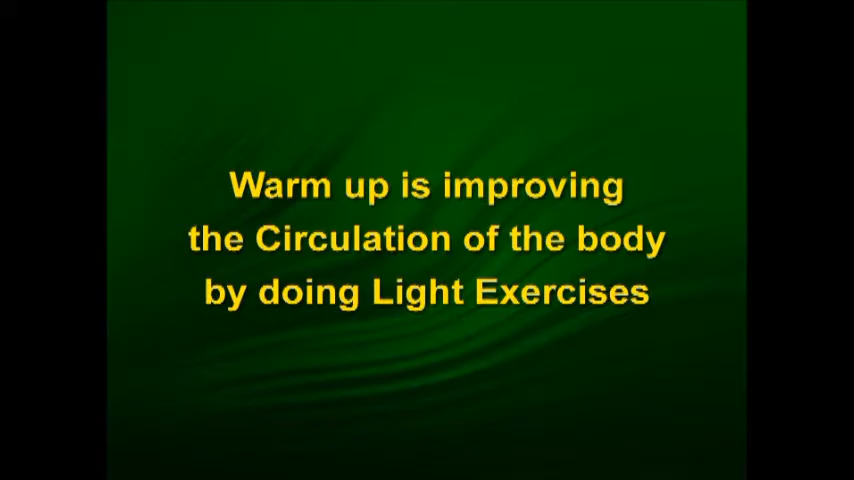 Warm up is improving
the Circulation of the body
by doing Light Exercises